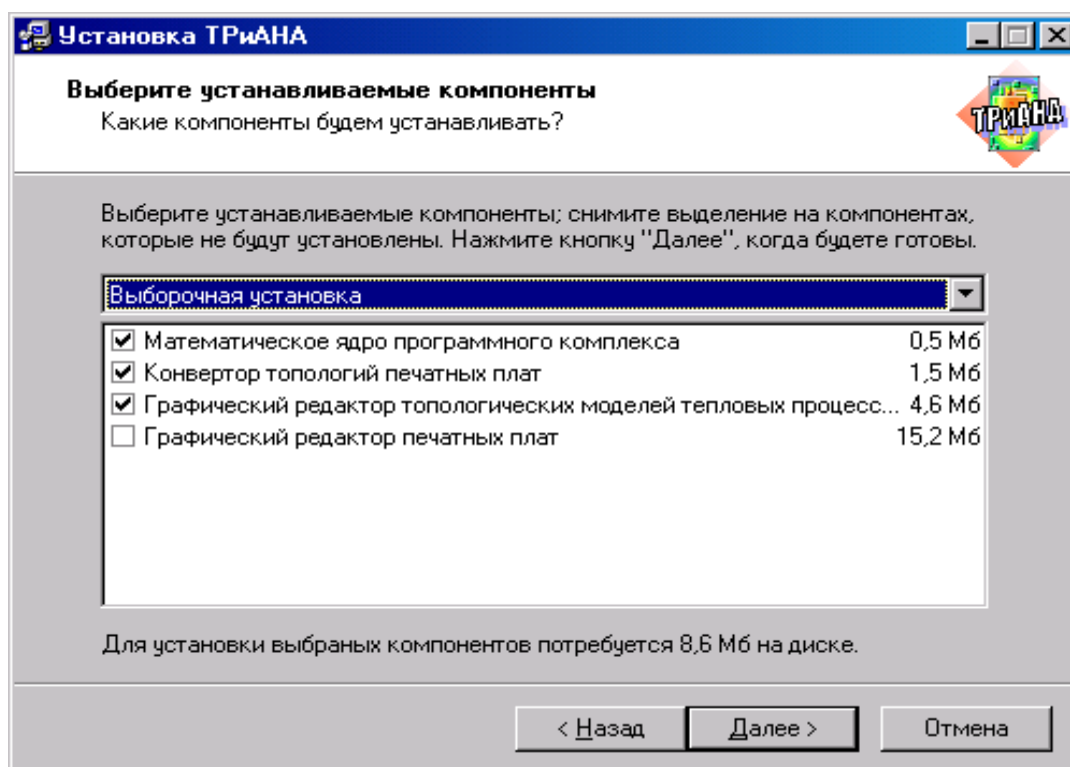 Установка ТРиАНА
Выберите устанавливаемые компоненты
Какие компоненты будем устанавливать?
ТРиАНА
Выберите устанавливаемые компоненты; снимите выделение на компонентах,
которые не будут установлены. Нажмите кнопку "Далее", когда будете готовы.
Выборочная установка
Математическое ядро программного комплекса 0,5 Мб
Конвертор топологий печатных плат 1,5 Мб
Графический редактор топологических моделей тепловых процесс... 4,6 Мб
Графический редактор печатных плат 15,2 Мб
Для установки выбраных компонентов потребуется 8,6 Мб на диске.
< Назад Далее > Отмена